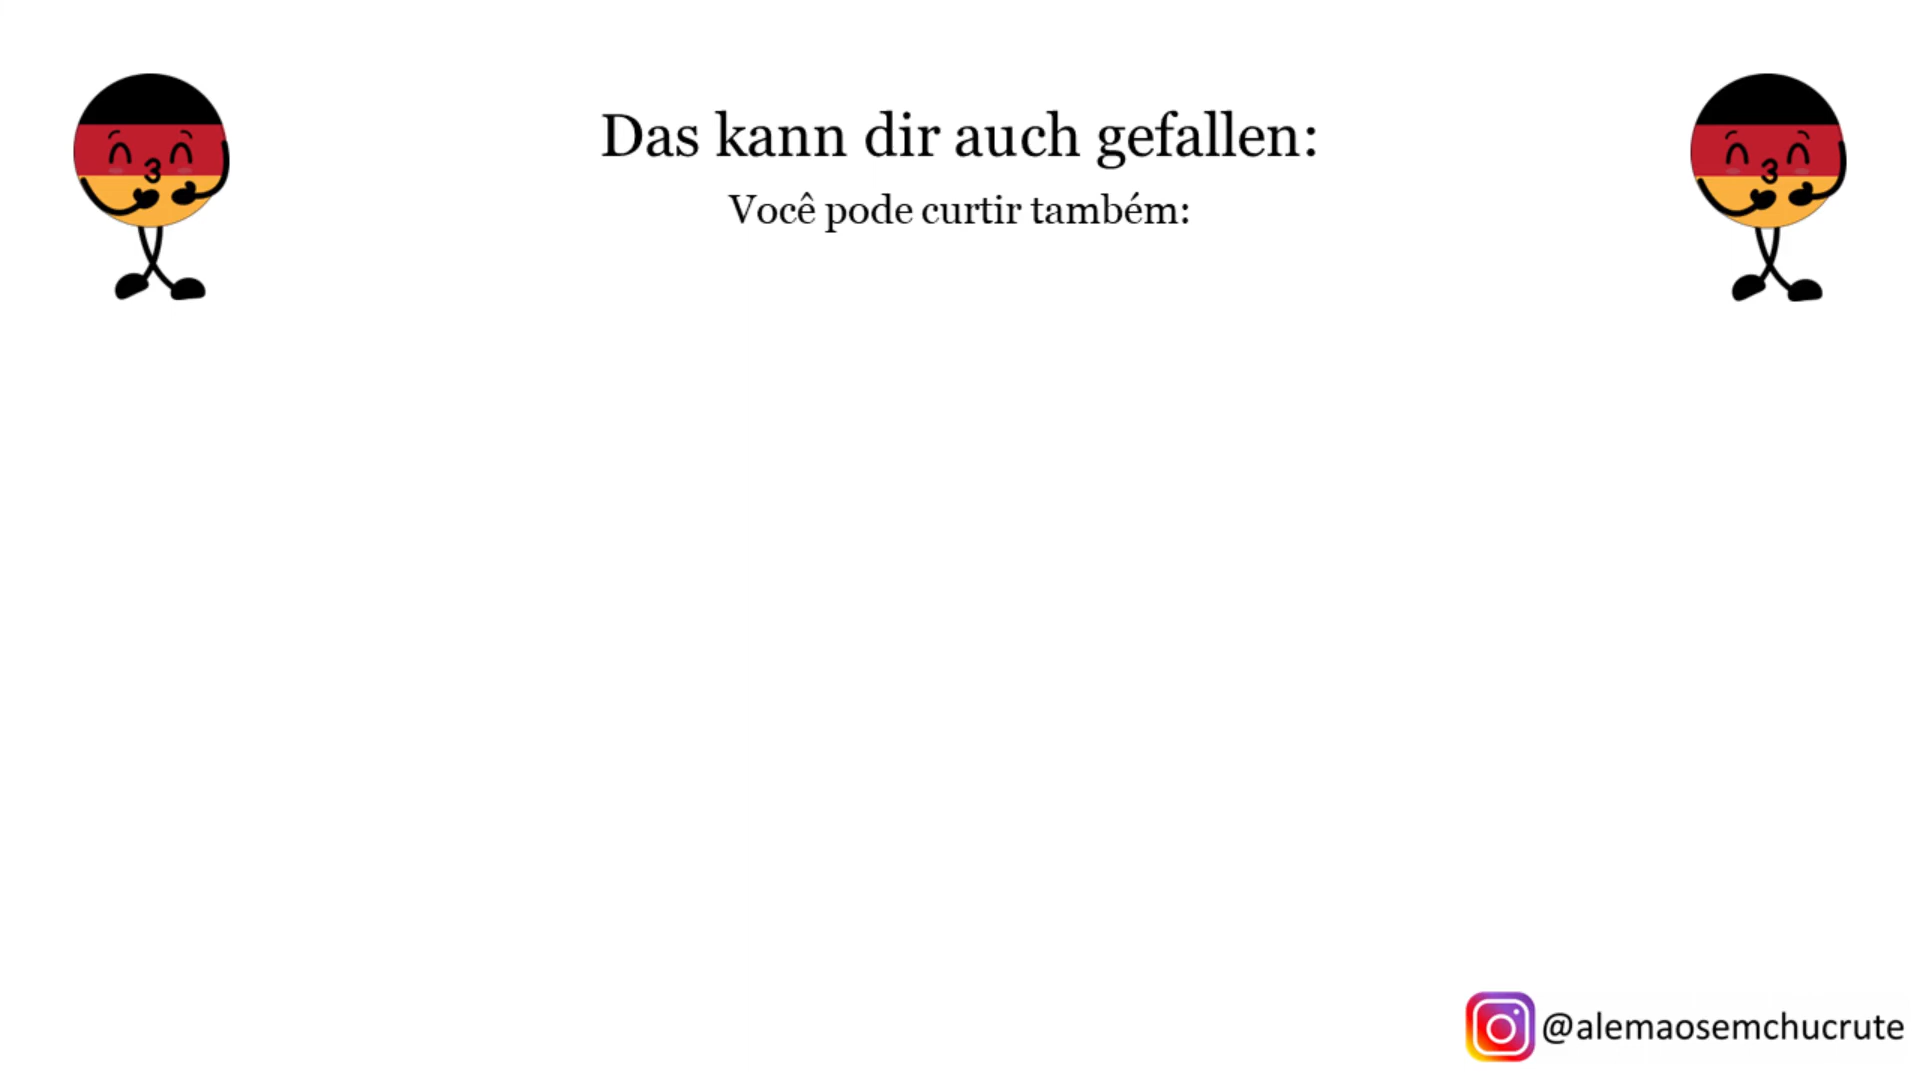 Das kann dir auch gefallen:
Você pode curtir também:
@alemaosemchucrute